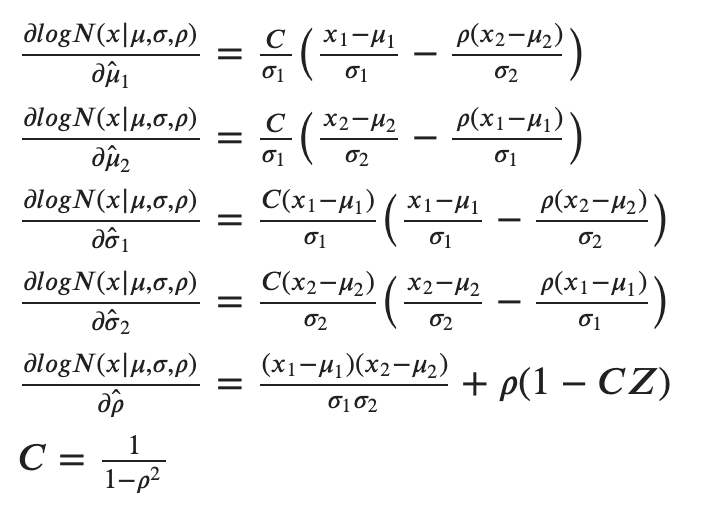 ∂logN(x|μ,σ,ρ)/∂μ̂₁ = C/σ₁ ( (x₁−μ₁)/σ₁ − ρ(x₂−μ₂)/σ₂ )
∂logN(x|μ,σ,ρ)/∂μ̂₂ = C/σ₁ ( (x₂−μ₂)/σ₂ − ρ(x₁−μ₁)/σ₁ )
∂logN(x|μ,σ,ρ)/∂σ̂₁ = C(x₁−μ₁)/σ₁ ( (x₁−μ₁)/σ₁ − ρ(x₂−μ₂)/σ₂ )
∂logN(x|μ,σ,ρ)/∂σ̂₂ = C(x₂−μ₂)/σ₂ ( (x₂−μ₂)/σ₂ − ρ(x₁−μ₁)/σ₁ )
∂logN(x|μ,σ,ρ)/∂ρ̂ = (x₁−μ₁)(x₂−μ₂)/σ₁σ₂ + ρ(1 − CZ)
C = 1/(1−ρ²)